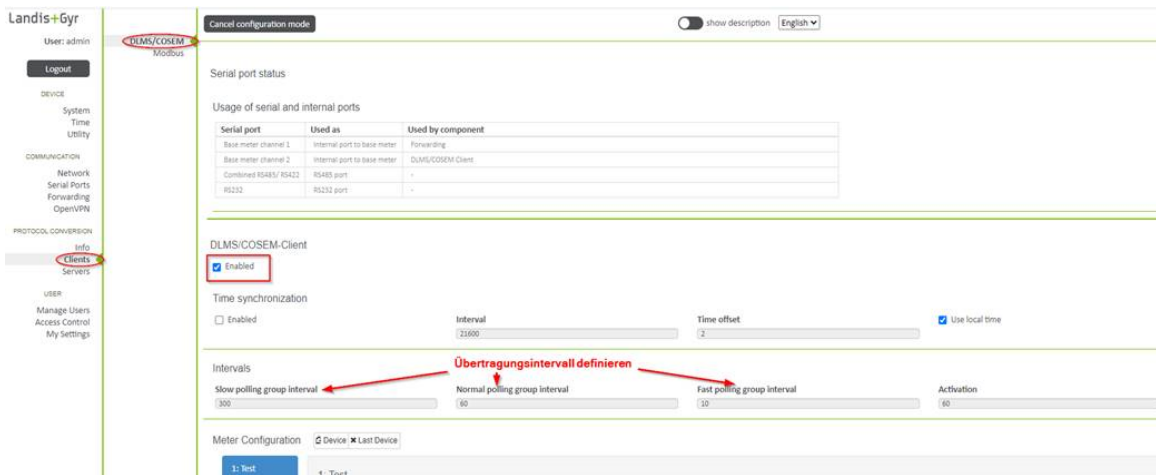 Landis+Gyr
User: admin
Logout
DEVICE
System
Time
Utility
COMMUNICATION
Network
Serial Ports
Forwarding
OpenVPN
PROTOCOL CONVERSION
Info
Clients
Servers
USER
Manage Users
Access Control
My Settings
DLMS/COSEM
Modbus
Cancel configuration mode
show description English
Serial port status
Usage of serial and internal ports
Serial port Used as Used by component
Base meter channel 1 Internal port to base meter Forwarding
Base meter channel 2 Internal port to base meter DLMS/COSEM Client
Combined RS485/ RS422 RS485 port -
RS232 RS232 port -
DLMS/COSEM-Client
Enabled
Time synchronization
Enabled Interval Time offset Use local time
21600 2
Intervals Übertragungsintervall definieren
Slow polling group interval Normal polling group interval Fast polling group interval Activation
300 60 10 60
Meter Configuration Device Last Device
1: Test 1: Test